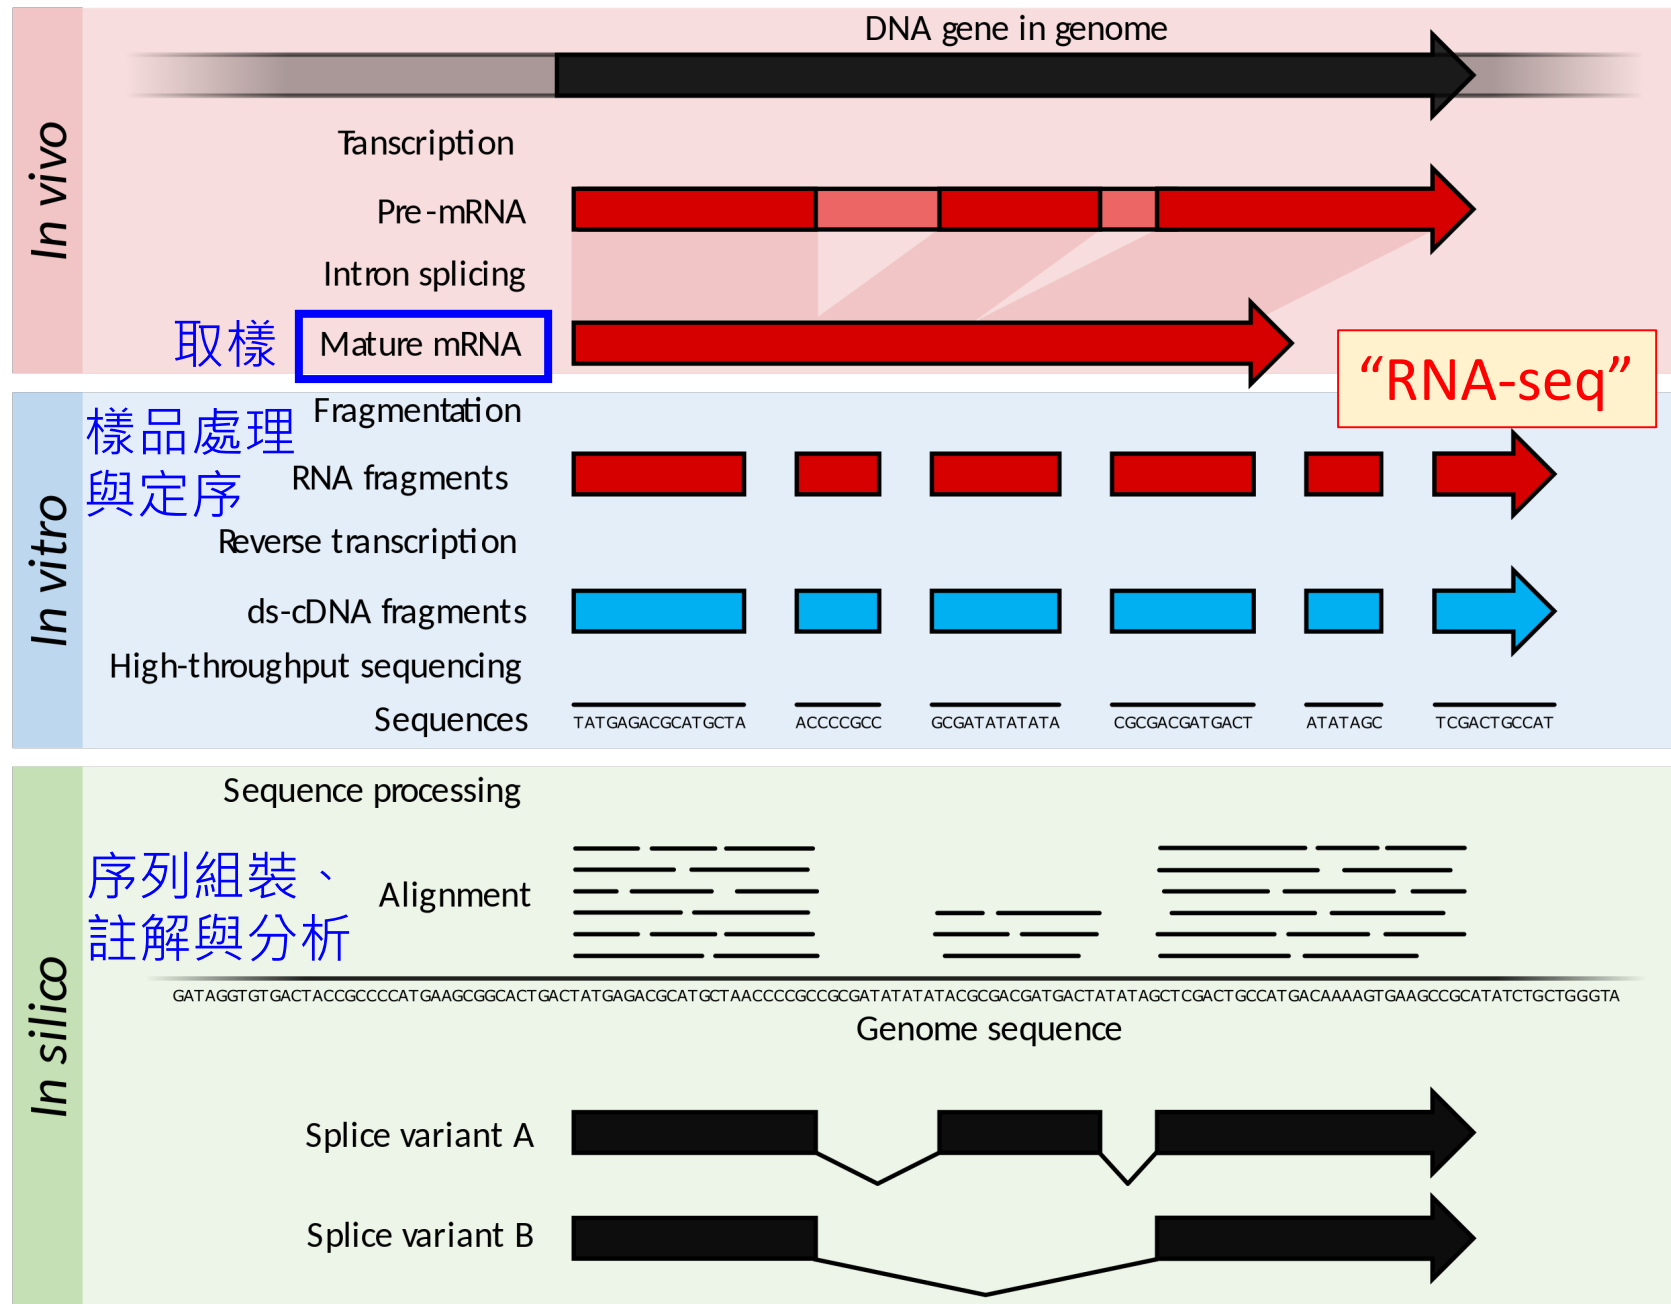 In vivo
DNA gene in genome
Transcription
Pre-mRNA
Intron splicing
取樣
Mature mRNA
“RNA-seq”
In vitro
樣品處理
與定序
Fragmentation
RNA fragments
Reverse transcription
ds-cDNA fragments
High-throughput sequencing
Sequences
TATGAGACGCATGCTA ACCCCGCC GCGATATATATA CGCGACGATGACT ATATAGC TCGACTGCCAT
In silico
Sequence processing
序列組裝、
註解與分析
Alignment
GATAGGTGTGACTACCGCCCCATGAAGCGGCACTGACTATGAGACGCATGCTAACCCCGCCGCGATATATATACGCGACGATGACTATATAGCTCGACTGCCATGACAAAAGTGAAGCCGCATATCTGCTGGGTA
Genome sequence
Splice variant A
Splice variant B